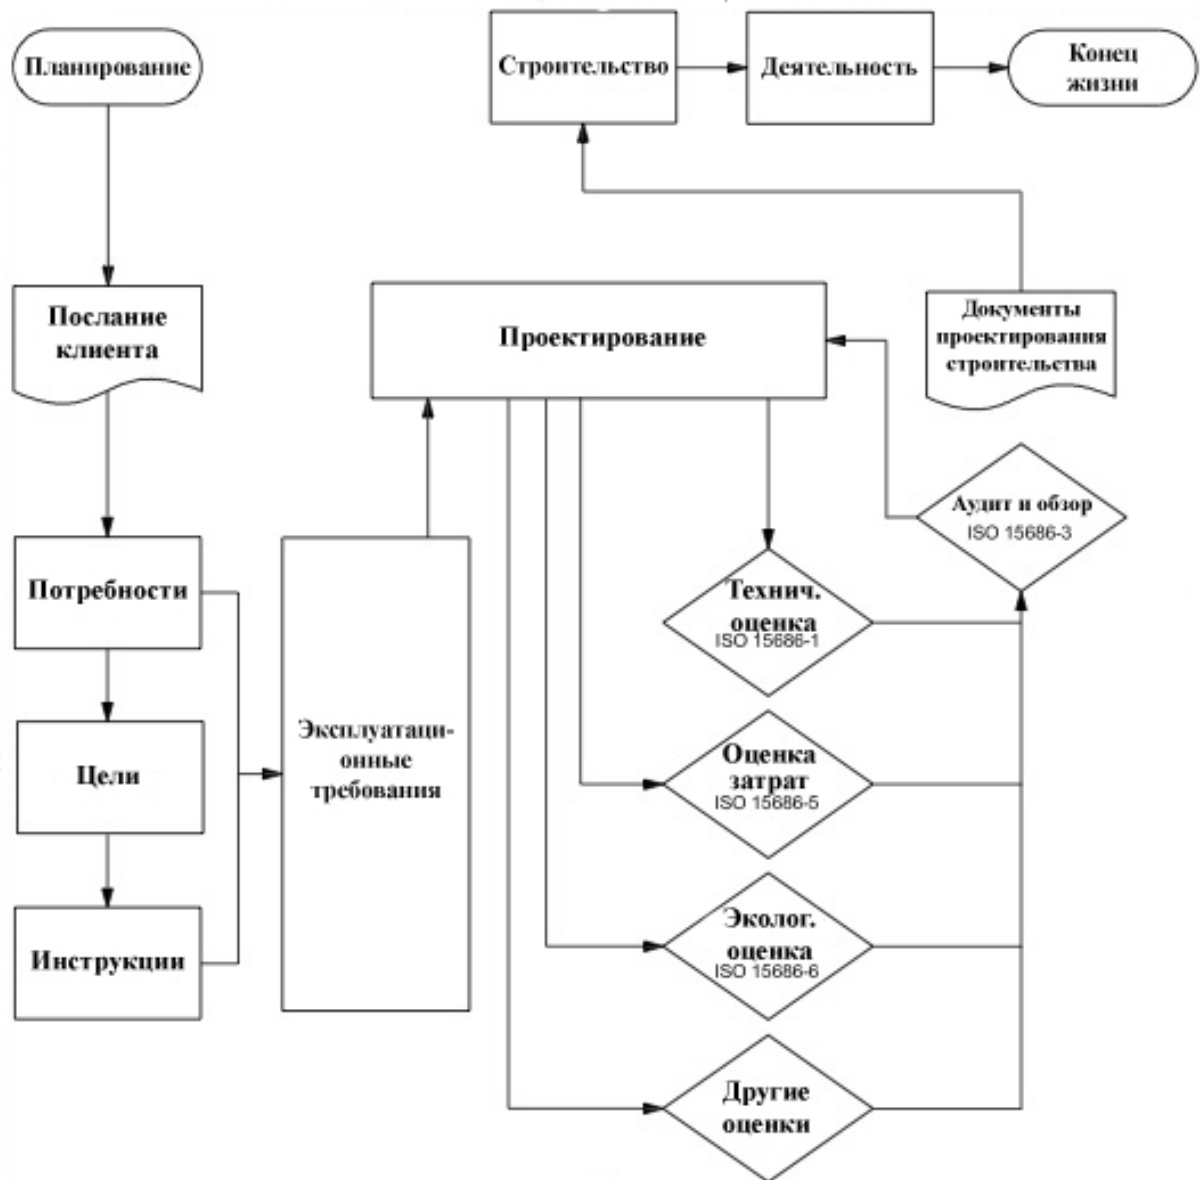 Планирование
Строительство
Деятельность
Конец
жизни
Послание
клиента
Проектирование
Документы
проектирования
строительства
Аудит и обзор
ISO 15686-3
Потребности
Технич.
оценка
ISO 15686-1
Цели
Эксплуатаци-
онные
требования
Оценка
затрат
ISO 15686-5
Инструкции
Эколог.
оценка
ISO 15686-6
Другие
оценки